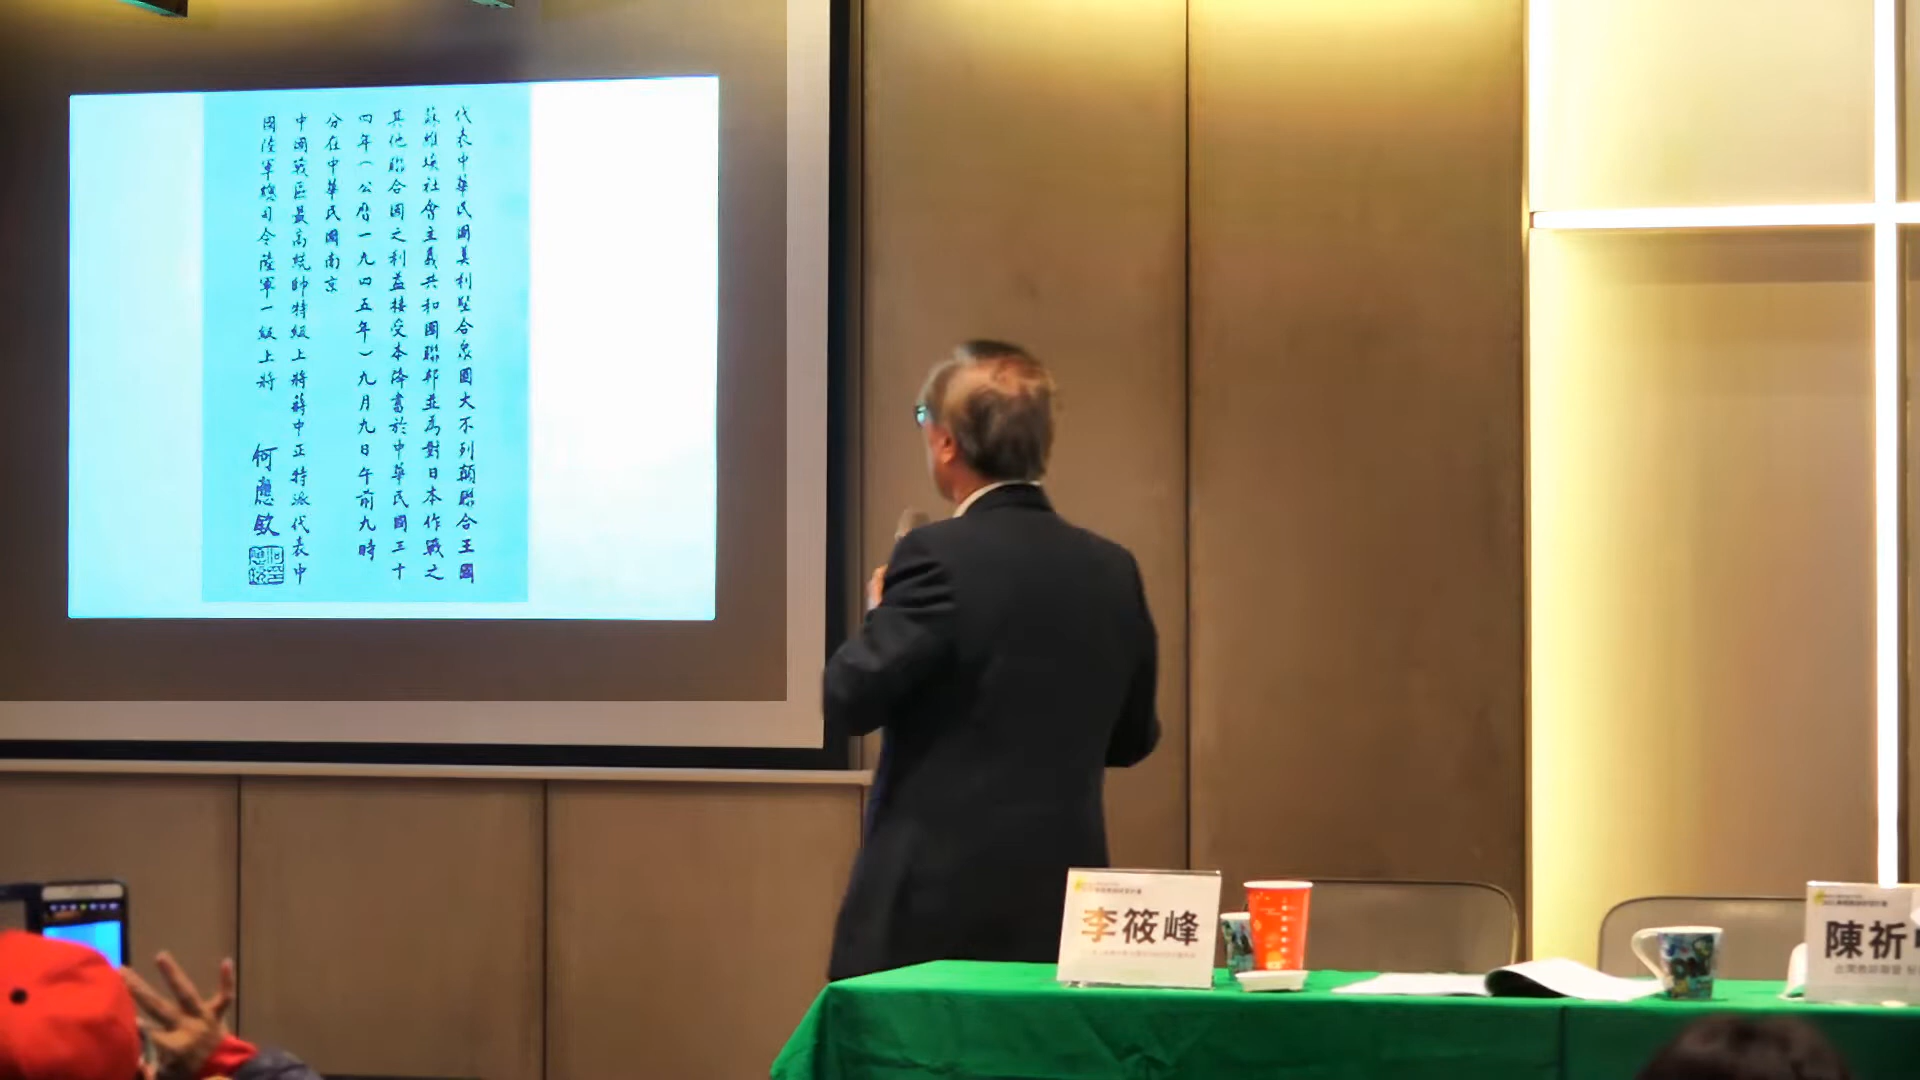 代表中華民國美利堅合衆國大不列顛聯合王國
蘇維埃社會主義共和國聯邦並為對日本作戰之
其他聯合國之利益接受本降書於中華民國三十
四年(公曆一九四五年)九月九日午前九時
分在中華民國南京
中國戰區最高統帥特級上將蔣中正特派代表中
國陸軍總司令陸軍一級上將
何應欽
李筱峰
陳祈